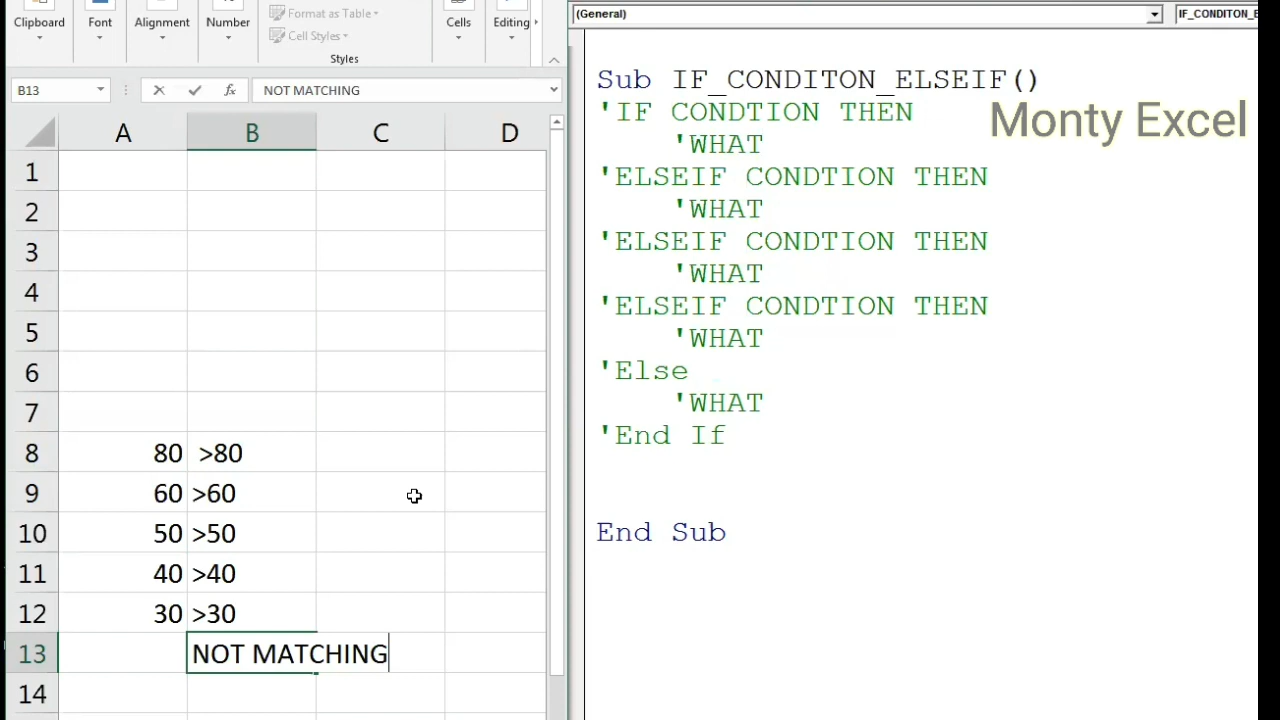 Clipboard
Font
Alignment
Number
Format as Table
Cell Styles
Styles
Cells
Editing
B13
fx
NOT MATCHING
A B C D
1
2
3
4
5
6
7
8 80 >80
9 60 >60
10 50 >50
11 40 >40
12 30 >30
13 NOT MATCHING
14
(General)
IF_CONDITON_E
Sub IF_CONDITON_ELSEIF()
'IF CONDTION THEN
'WHAT
'ELSEIF CONDTION THEN
'WHAT
'ELSEIF CONDTION THEN
'WHAT
'ELSEIF CONDTION THEN
'WHAT
'Else
'WHAT
'End If
End Sub
Monty Excel